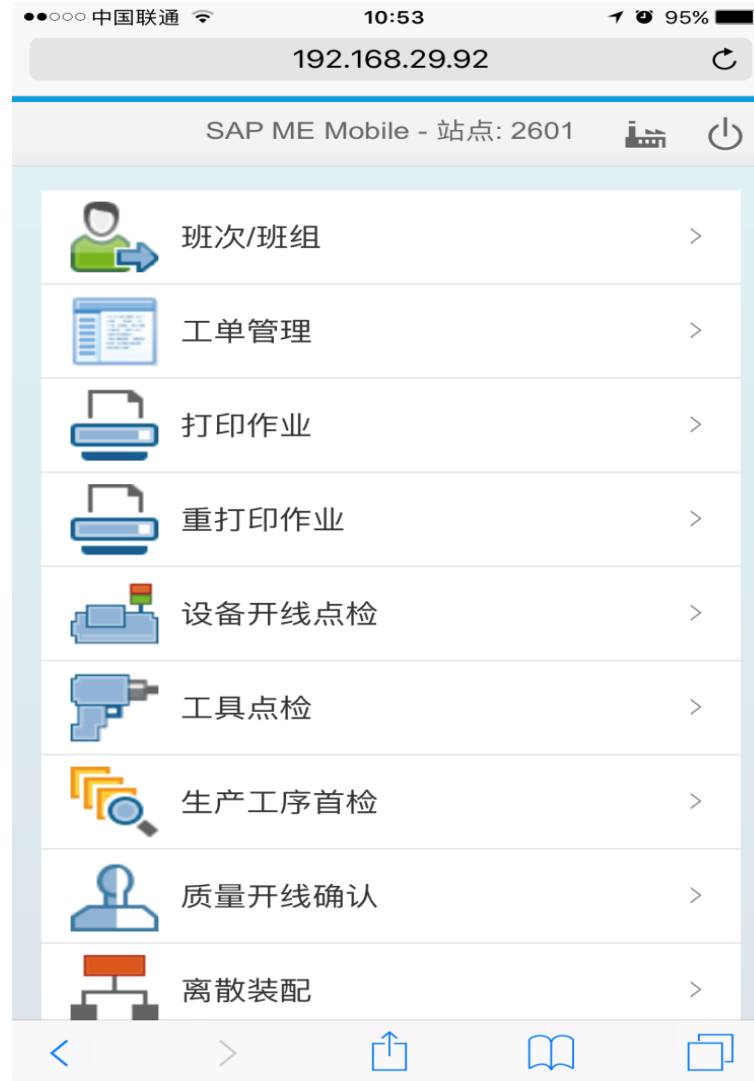 中国联通 10:53 95%
192.168.29.92
SAP ME Mobile - 站点: 2601
班次/班组
工单管理
打印作业
重打印作业
设备开线点检
工具点检
生产工序首检
质量开线确认
离散装配